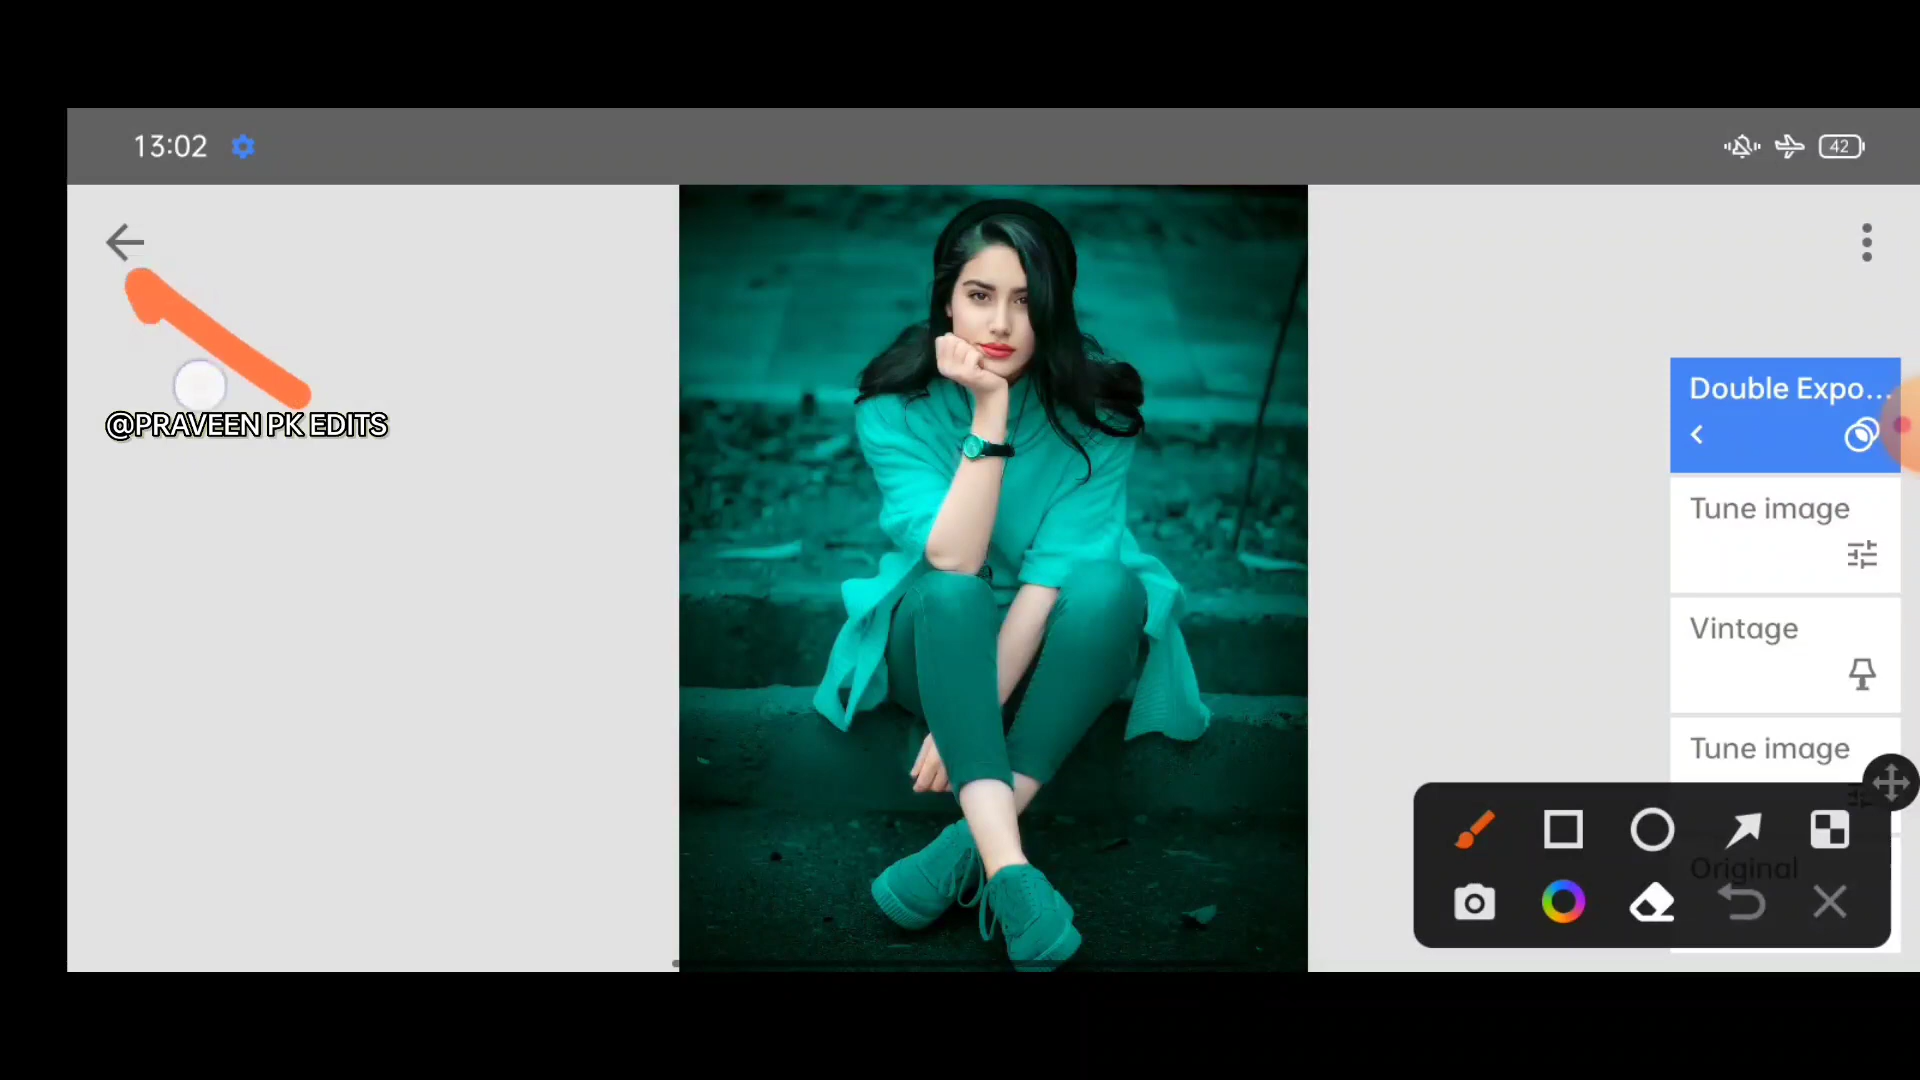 13:02
42
@PRAVEEN PK EDITS
Double Expo...
Tune image
Vintage
Tune image
Original